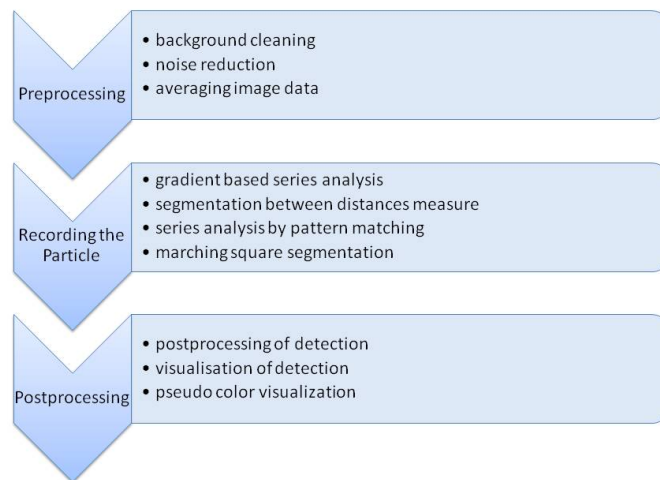 Preprocessing
• background cleaning
• noise reduction
• averaging image data
Recording the
Particle
• gradient based series analysis
• segmentation between distances measure
• series analysis by pattern matching
• marching square segmentation
Postprocessing
• postprocessing of detection
• visualisation of detection
• pseudo color visualization